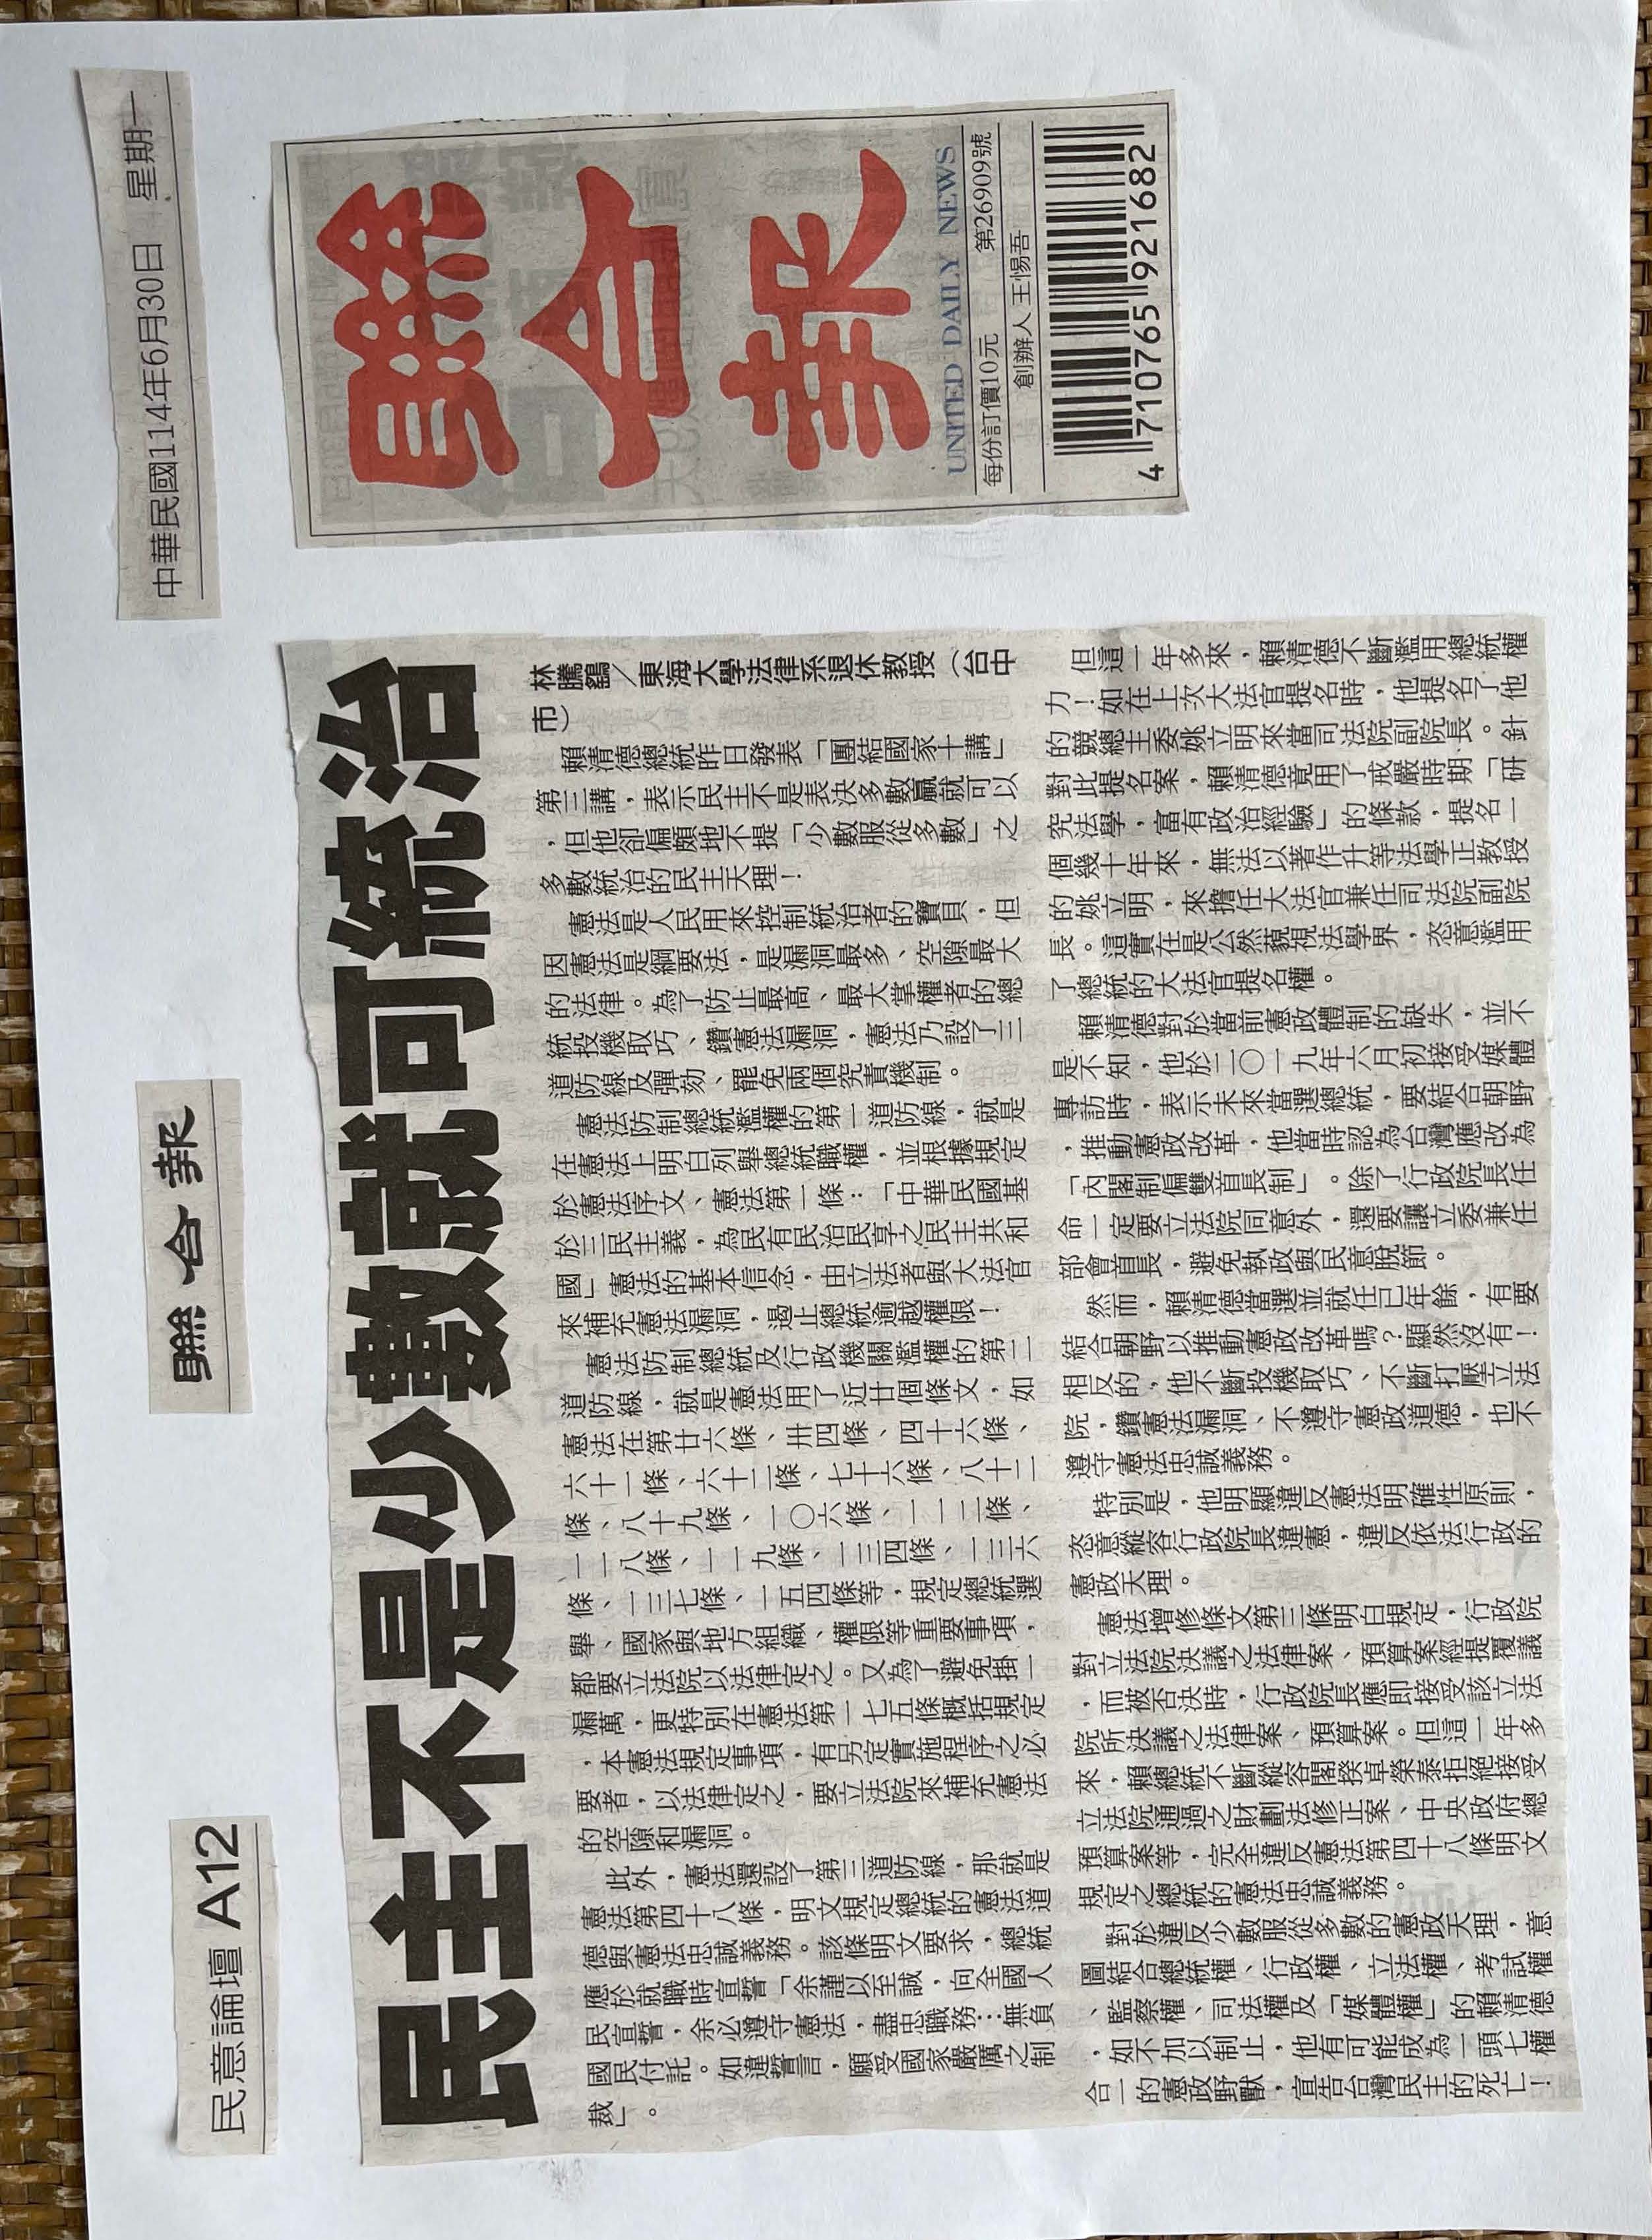 民意論壇 A12
聯合報
中華民國114年6月30日 星期一
民主不是少數就可統治
林騰鷂／東海大學法律系退休教授（台中
市）
賴清德總統昨日發表「團結國家十講」
第三講，表示民主不是表決多數贏就可以
，但他卻偏頗地不提「少數服從多數」之
多數統治的民主天理！
憲法是人民用來控制統治者的寶貝，但
因憲法是綱要法，是漏洞最多、空隙最大
的法律。為了防止最高、最大掌權者的總
統投機取巧、鑽憲法漏洞，憲法乃設了三
道防線及彈劾、罷免兩個究責機制。
憲法防制總統濫權的第一道防線，就是
在憲法上明白列舉總統職權，並根據規定
於憲法序文、憲法第一條：「中華民國基
於三民主義，為民有民治民享之民主共和
國」憲法的基本信念，由立法者與大法官
來補充憲法漏洞，遏止總統逾越權限！
憲法防制總統及行政機關濫權的第二
道防線，就是憲法用了近廿個條文，如
憲法在第廿六條、卅四條、四十六條、
六十一條、六十二條、七十六條、八十二
條、八十九條、一〇六條、一一二條、
一一八條、一一九條、一三四條、一三六
條、一三七條、一五四條等，規定總統選
舉、國家與地方組織、權限等重要事項，
都要立法院以法律定之。又為了避免掛一
漏萬，更特別在憲法第一七五條概括規定
，本憲法規定事項，有另定實施程序之必
要者，以法律定之，要立法院來補充憲法
的空隙和漏洞。
此外，憲法還設了第三道防線，那就是
憲法第四十八條，明文規定總統的憲法道
德與憲法忠誠義務。該條明文要求，總統
應於就職時宣誓「余謹以至誠，向全國人
民宣誓，余必遵守憲法，盡忠職務…無負
國民付託。如違誓言，願受國家嚴厲之制
裁」。
但這一年多來，賴清德不斷濫用總統權
力！如在上次大法官提名時，他提名了他
的競總主委姚立明來當司法院副院長。針
對此提名案，賴清德竟用了戒嚴時期「研
究法學，富有政治經驗」的條款，提名一
個幾十年來，無法以著作升等法學正教授
的姚立明，來擔任大法官兼任司法院副院
長。這實在是公然藐視法學界，恣意濫用
了總統的大法官提名權。
賴清德對於當前憲政體制的缺失，並不
是不知，他於二〇一九年六月初接受媒體
專訪時，表示未來當選總統，要結合朝野
，推動憲政改革，他當時認為台灣應改為
「內閣制偏雙首長制」。除了行政院長任
命一定要立法院同意外，還要讓立委兼任
部會首長，避免執政與民意脫節。
然而，賴清德當選並就任已年餘，有要
結合朝野以推動憲政改革嗎？顯然沒有！
相反的，他不斷投機取巧、不斷打壓立法
院，鑽憲法漏洞、不遵守憲政道德，也不
遵守憲法忠誠義務。
特別是，他明顯違反憲法明確性原則，
恣意縱容行政院長違憲，違反依法行政的
憲政天理。
憲法增修條文第三條明白規定，行政院
對立法院決議之法律案、預算案經提覆議
，而被否決時，行政院長應即接受該立法
院所決議之法律案、預算案。但這一年多
來，賴總統不斷縱容閣揆卓榮泰拒絕接受
立法院通過之財劃法修正案、中央政府總
預算案等，完全違反憲法第四十八條明文
規定之總統的憲法忠誠義務。
對於違反少數服從多數的憲政天理，意
圖結合總統權、行政權、立法權、考試權
、監察權、司法權及「媒體權」的賴清德
，如不加以制止，他有可能成為一頭七權
合一的憲政野獸，宣告台灣民主的死亡！
聯合報
UNITED DAILY NEWS
每份訂價10元 第26909號
創辦人 王惕吾
4 710765 921682